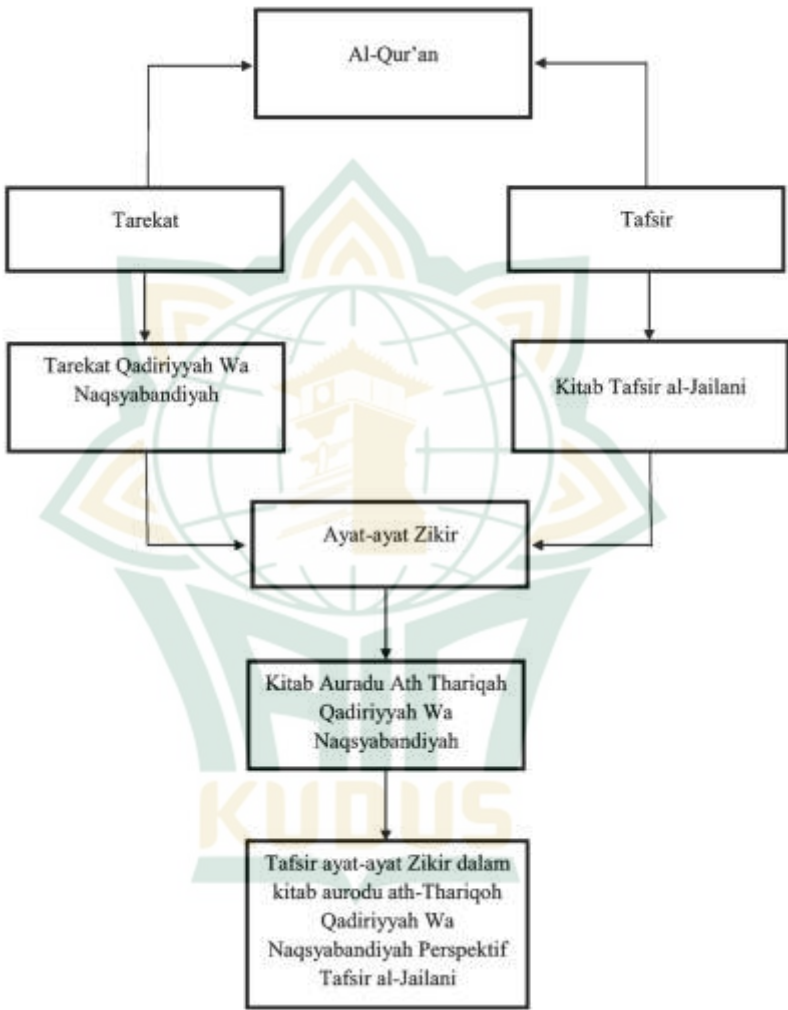 Al-Qur'an
Tarekat
Tafsir
Tarekat Qadiriyyah Wa
Naqsyabandiyah
Kitab Tafsir al-Jailani
Ayat-ayat Zikir
Kitab Auradu Ath Thariqah
Qadiriyyah Wa
Naqsyabandiyah
KUDUS
Tafsir ayat-ayat Zikir dalam
kitab aurodu ath-Thariqoh
Qadiriyyah Wa
Naqsyabandiyah Perspektif
Tafsir al-Jailani